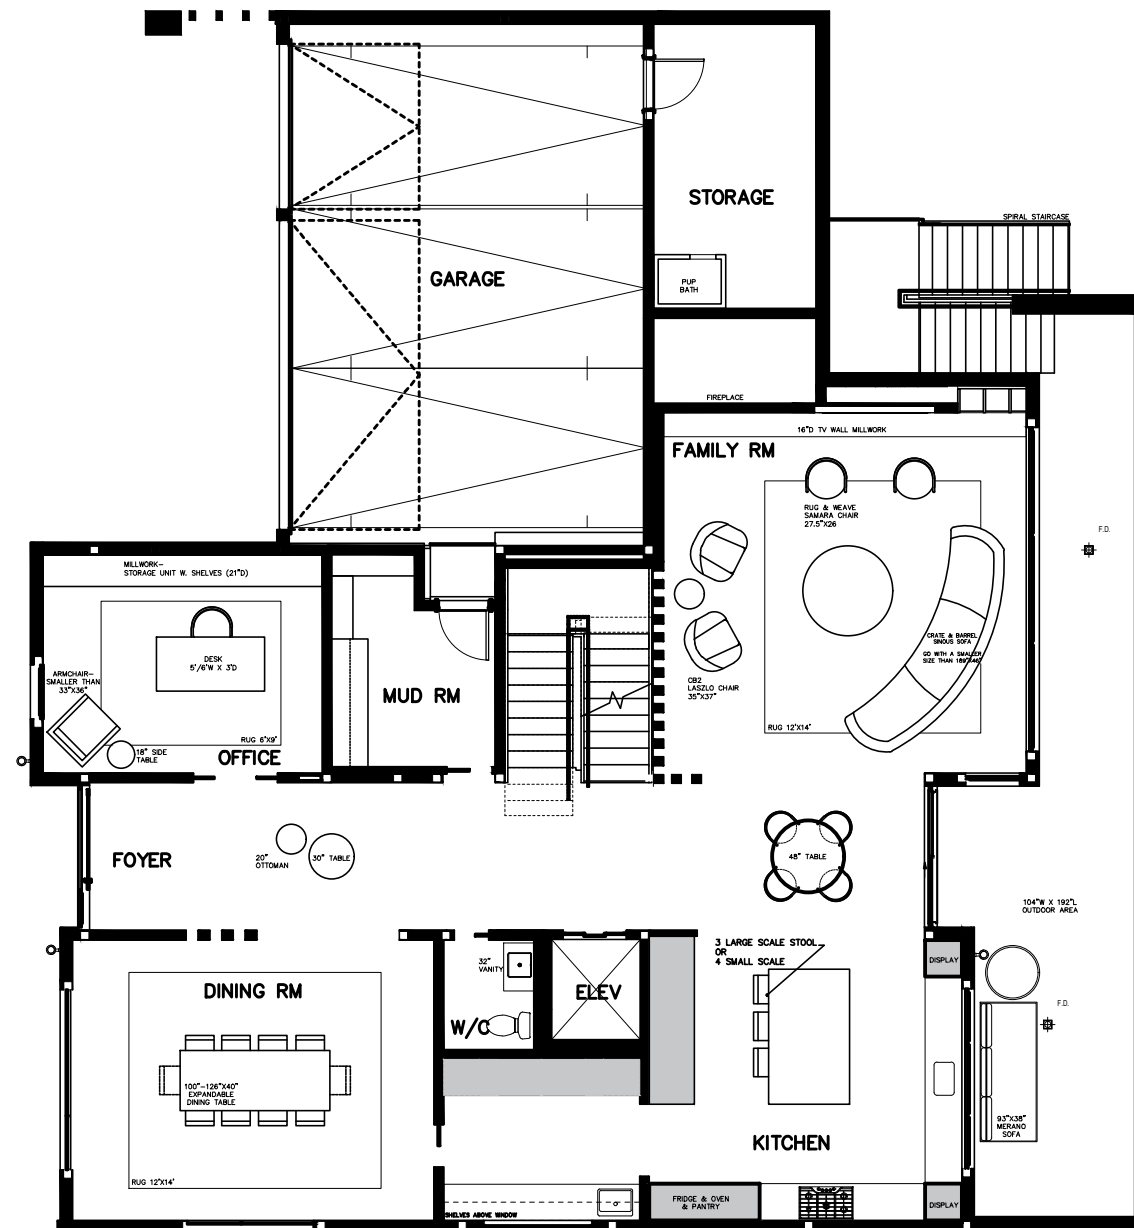 STORAGE
SPIRAL STAIRCASE
GARAGE
PUP
BATH
FIREPLACE
16"D TV WALL MILLWORK
FAMILY RM
RUG & WEAVE
SAMARA CHAIR
27.5"X26
F.D.
MILLWORK-
STORAGE UNIT W. SHELVES (21"D)
CRATE & BARREL
SINOUS SOFA
GO WITH A SMALLER
SIZE THAN 189"X46"
DESK
5'/6'W X 3'D
ARMCHAIR-
SMALLER THAN
33"X36"
CB2
LASZLO CHAIR
35"X37"
MUD RM
RUG 12'X14'
RUG 6'X9'
18" SIDE
TABLE
OFFICE
FOYER
20"
OTTOMAN
30" TABLE
48" TABLE
104"W X 192"L
OUTDOOR AREA
3 LARGE SCALE STOOL
OR
4 SMALL SCALE
DISPLAY
32"
VANITY
DINING RM
ELEV
W/C
F.D.
100"-126"X40"
EXPANDABLE
DINING TABLE
93"X38"
MERANO
SOFA
KITCHEN
RUG 12'X14'
FRIDGE & OVEN
& PANTRY
DISPLAY
SHELVES ABOVE WINDOW